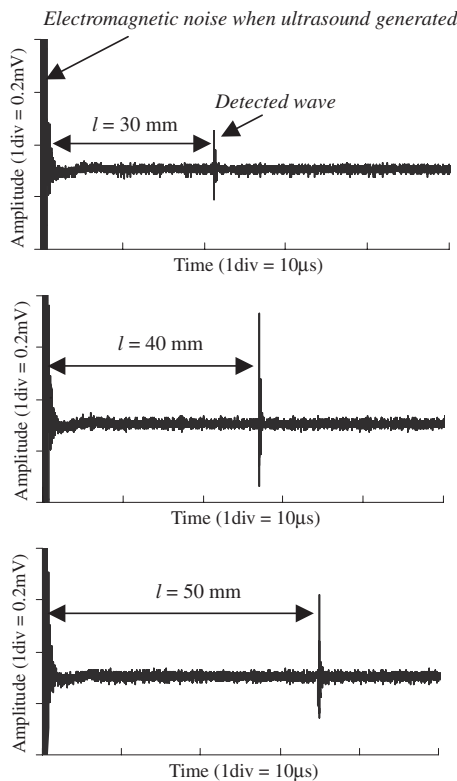 Electromagnetic noise when ultrasound generated
Amplitude (1div = 0.2mV)
l = 30 mm
Detected wave
Time (1div = 10μs)
Amplitude (1div = 0.2mV)
l = 40 mm
Time (1div = 10μs)
Amplitude (1div = 0.2mV)
l = 50 mm
Time (1div = 10μs)